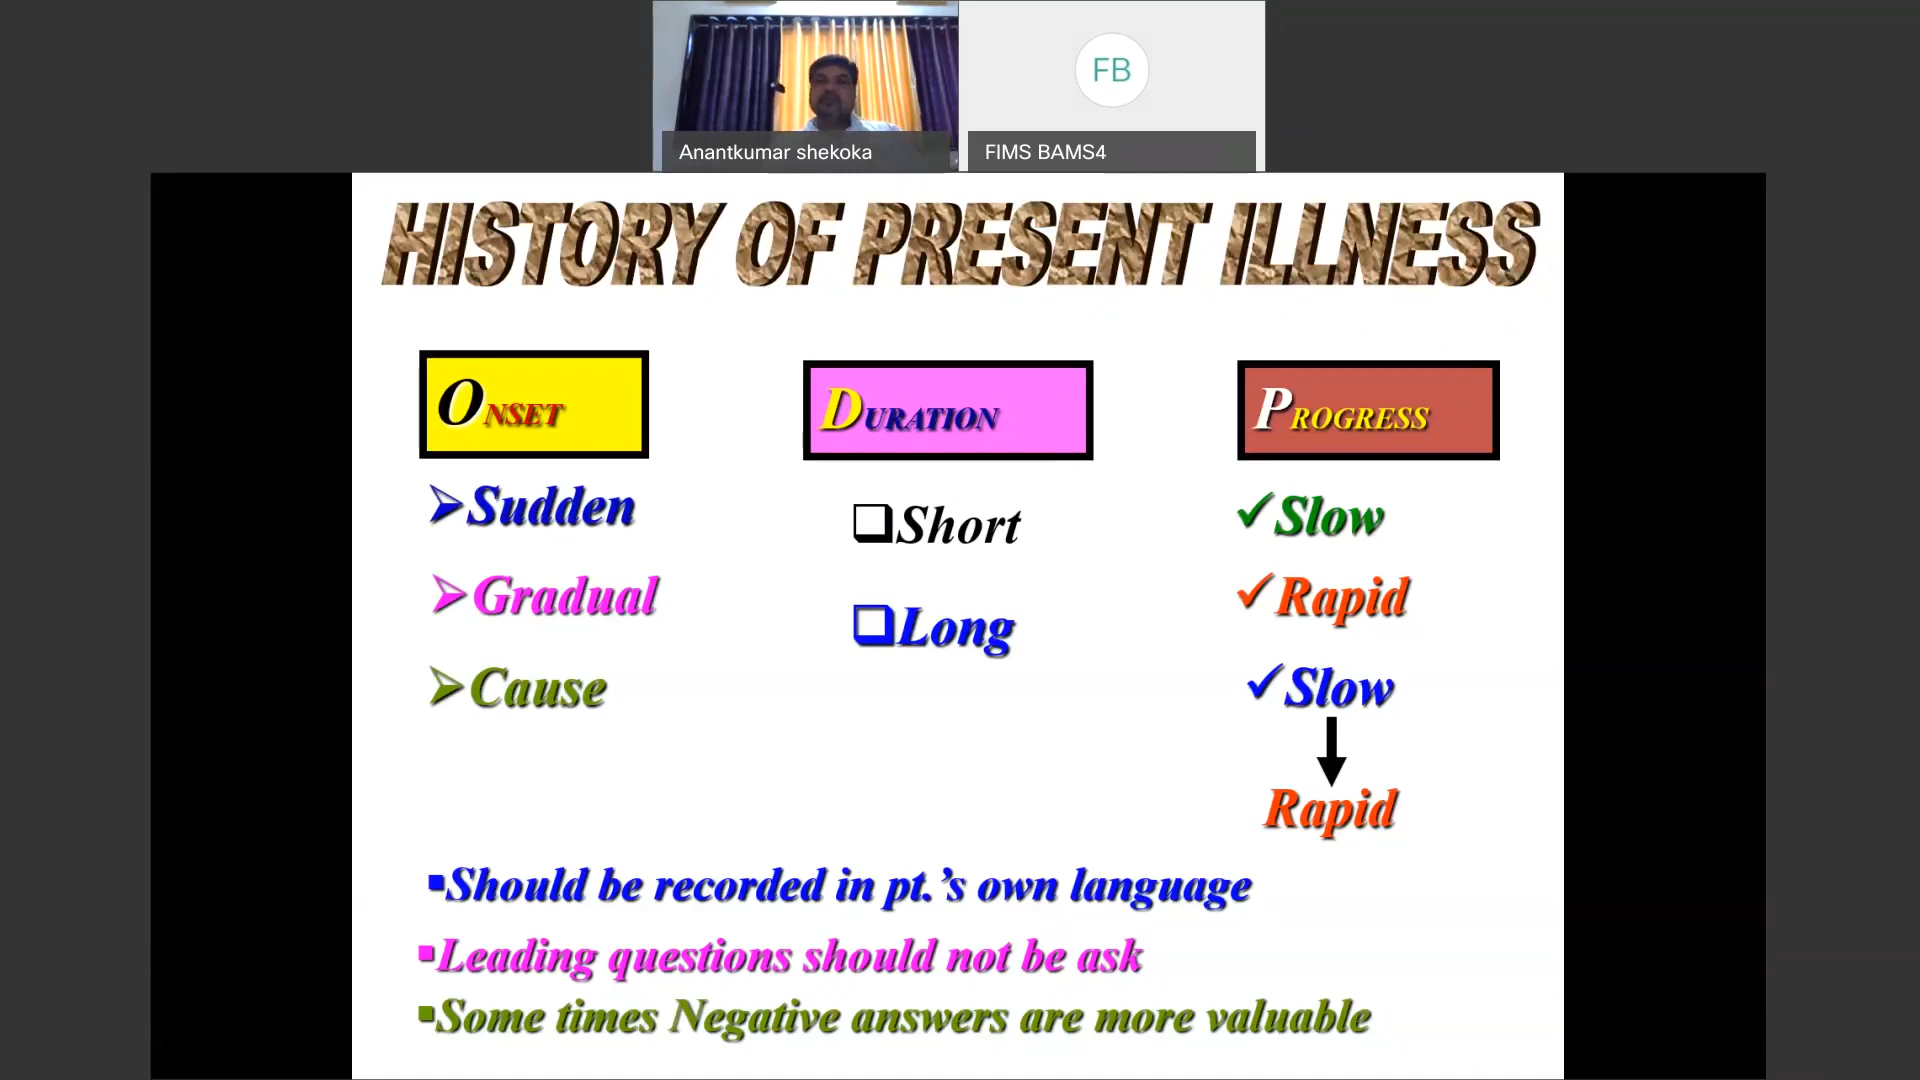 FB
Anantkumar shekoka
FIMS BAMS4
HISTORY OF PRESENT ILLNESS
ONSET
Sudden
Gradual
Cause
DURATION
Short
Long
PROGRESS
Slow
Rapid
Slow
Rapid
Should be recorded in pt.’s own language
Leading questions should not be ask
Some times Negative answers are more valuable